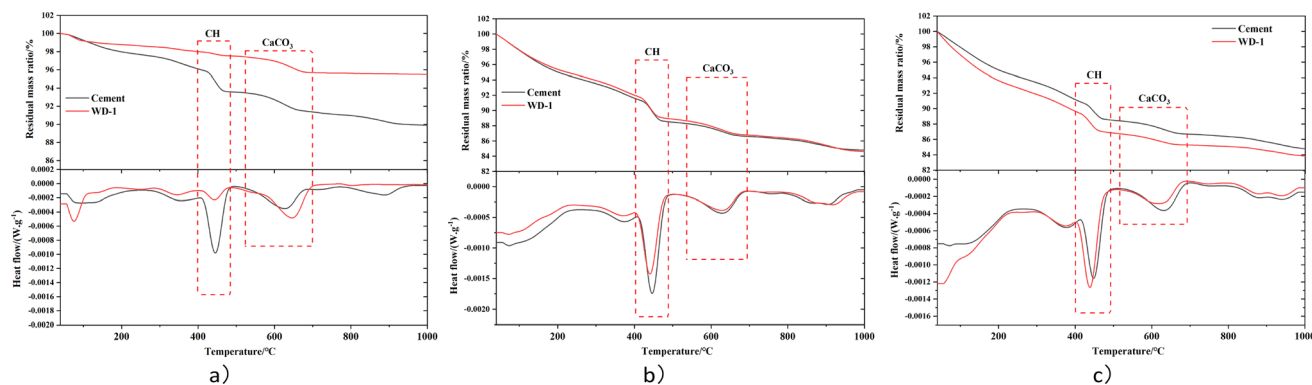 102
100
98
96
94
92
90
88
86
Residual mass ratio/%
CH
CaCO3
Cement
WD-1
0.0002
0.0000
-0.0002
-0.0004
-0.0006
-0.0008
-0.0010
-0.0012
-0.0014
-0.0016
-0.0018
-0.0020
Heat flow/(W.g-1)
200 400 600 800 1000
Temperature/°C
a)
102
100
98
96
94
92
90
88
86
84
82
Residual mass ratio/%
CH
CaCO3
Cement
WD-1
0.0000
-0.0005
-0.0010
-0.0015
-0.0020
Heat flow/(W.g-1)
200 400 600 800 1000
Temperature/°C
b)
102
100
98
96
94
92
90
88
86
84
82
Residual mass ratio/%
CH
CaCO3
Cement
WD-1
0.0000
-0.0002
-0.0004
-0.0006
-0.0008
-0.0010
-0.0012
-0.0014
-0.0016
Heat flow/(W.g-1)
200 400 600 800 1000
Temperature/°C
c)